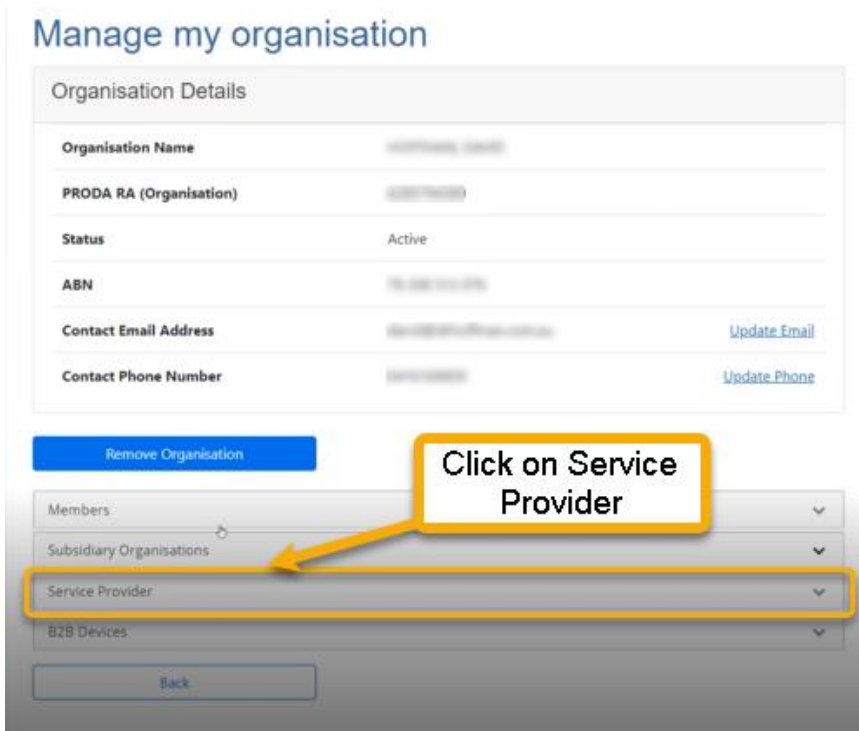 Manage my organisation
Organisation Details
Organisation Name
PRODA RA (Organisation)
Status Active
ABN
Contact Email Address Update Email
Contact Phone Number Update Phone
Remove Organisation
Click on Service
Provider
Members
Subsidiary Organisations
Service Provider
B2B Devices
Back